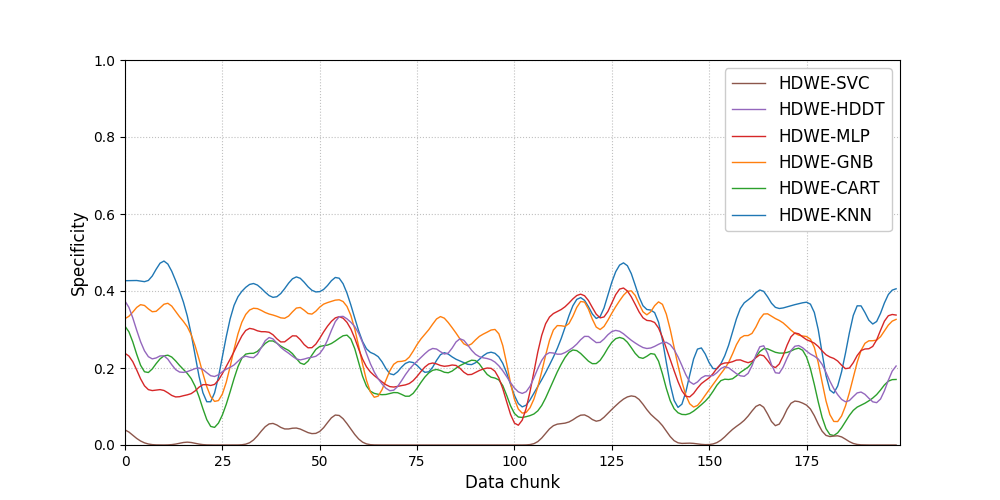 1.0
0.8
0.6
0.4
0.2
0.0
Specificity
0
25
50
75
100
125
150
175
Data chunk
HDWE-SVC
HDWE-HDDT
HDWE-MLP
HDWE-GNB
HDWE-CART
HDWE-KNN